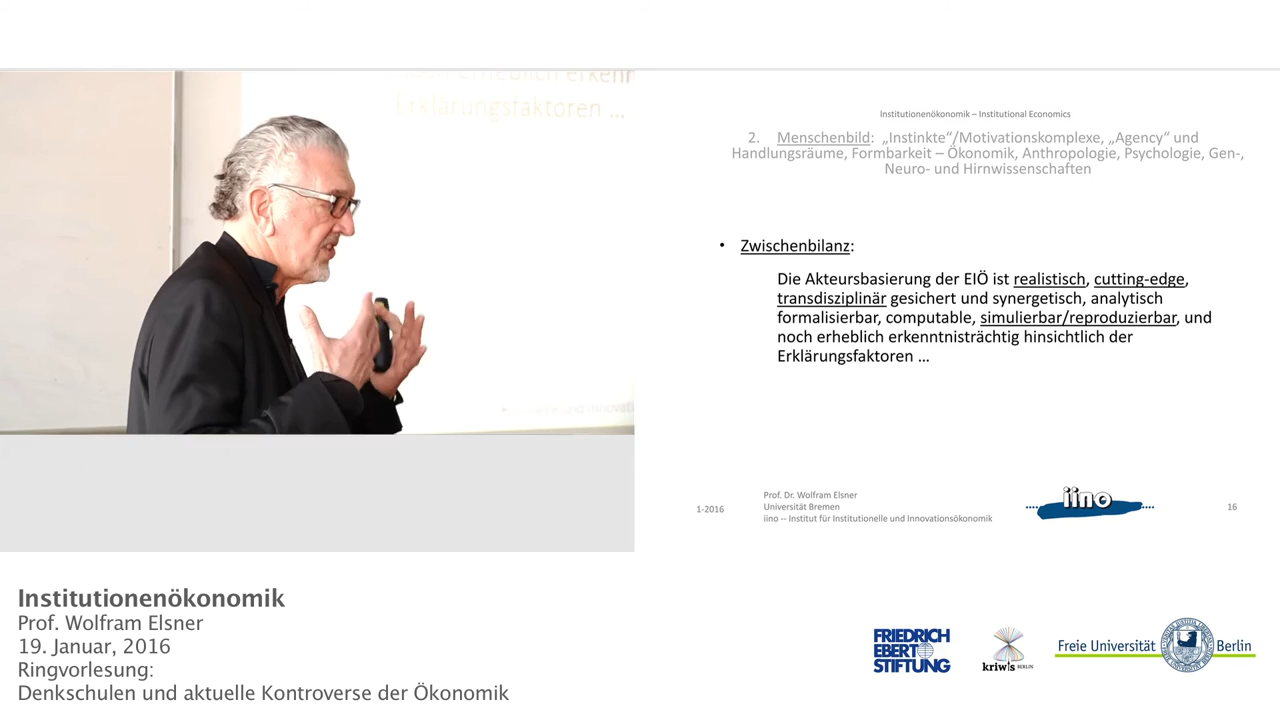 noch erheblich erkenn
Erklärungsfaktoren ...
Institutionenökonomik – Institutional Economics
2. Menschenbild: „Instinkte“/Motivationskomplexe, „Agency“ und
Handlungsräume, Formbarkeit – Ökonomik, Anthropologie, Psychologie, Gen-,
Neuro- und Hirnwissenschaften
• Zwischenbilanz:
Die Akteursbasierung der EIÖ ist realistisch, cutting-edge,
transdisziplinär gesichert und synergetisch, analytisch
formalisierbar, computable, simulierbar/reproduzierbar, und
noch erheblich erkenntnisträchtig hinsichtlich der
Erklärungsfaktoren ...
1-2016
Prof. Dr. Wolfram Elsner
Universität Bremen
iino -- Institut für Institutionelle und Innovationsökonomik
iino
16
Institutionenökonomik
Prof. Wolfram Elsner
19. Januar, 2016
Ringvorlesung:
Denkschulen und aktuelle Kontroverse der Ökonomik
FRIEDRICH
EBERT
STIFTUNG
kriwis BERLIN
Freie Universität Berlin